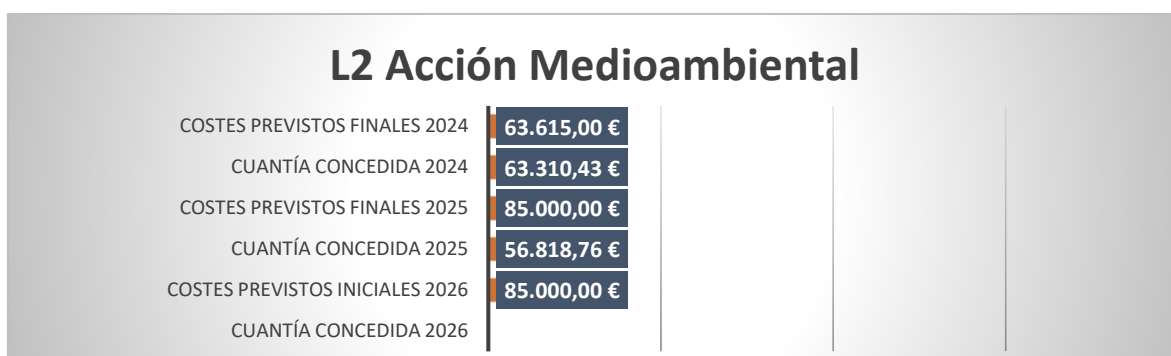 L2 Acción Medioambiental
COSTES PREVISTOS FINALES 2024 63.615,00 €
CUANTÍA CONCEDIDA 2024 63.310,43 €
COSTES PREVISTOS FINALES 2025 85.000,00 €
CUANTÍA CONCEDIDA 2025 56.818,76 €
COSTES PREVISTOS INICIALES 2026 85.000,00 €
CUANTÍA CONCEDIDA 2026